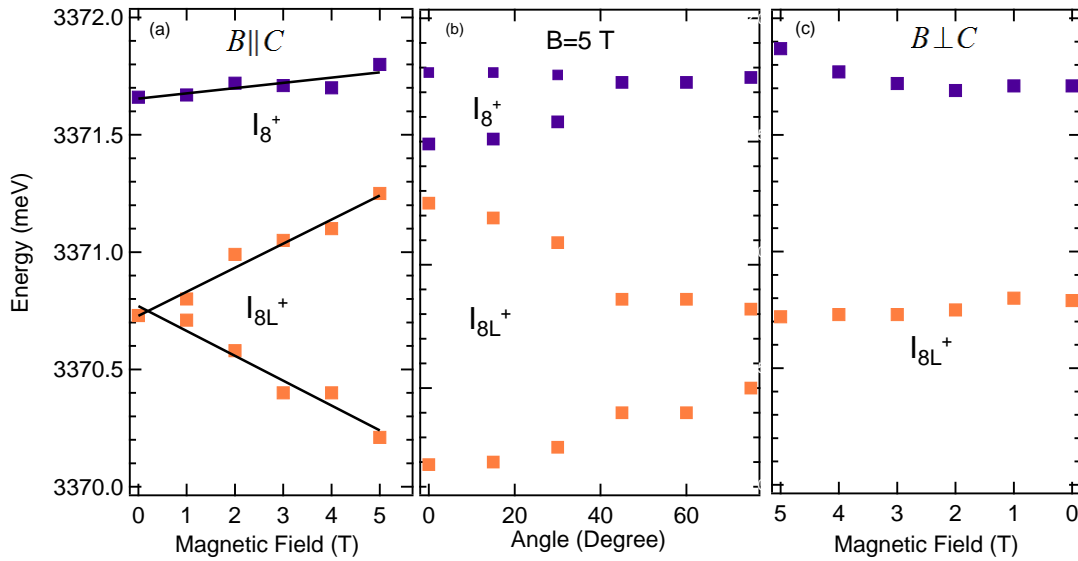 (a)
B||C
I8+
I8L+
3372.0
3371.5
3371.0
3370.5
3370.0
Energy (meV)
0 1 2 3 4 5
Magnetic Field (T)
(b)
B=5 T
I8+
I8L+
0 20 40 60
Angle (Degree)
(c)
B⊥C
I8L+
5 4 3 2 1 0
Magnetic Field (T)